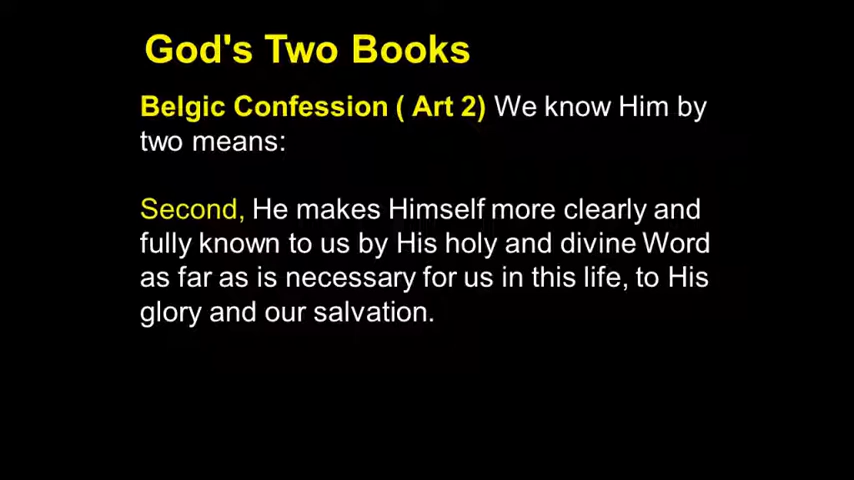 God's Two Books
Belgic Confession ( Art 2) We know Him by
two means:
Second, He makes Himself more clearly and
fully known to us by His holy and divine Word
as far as is necessary for us in this life, to His
glory and our salvation.